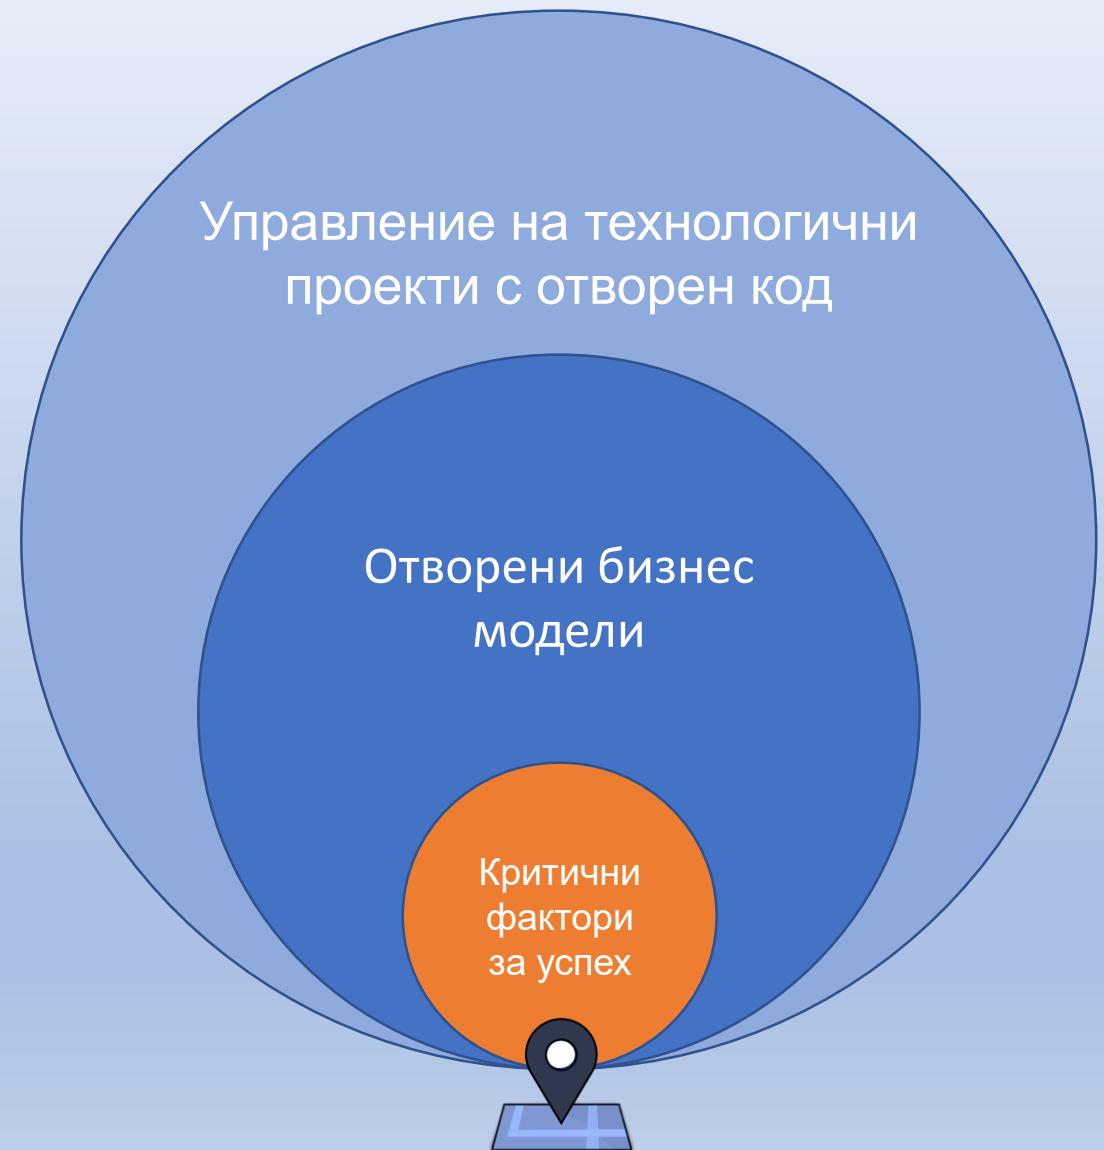 Управление на технологични
проекти с отворен код
Отворени бизнес
модели
Критични
фактори
за успех